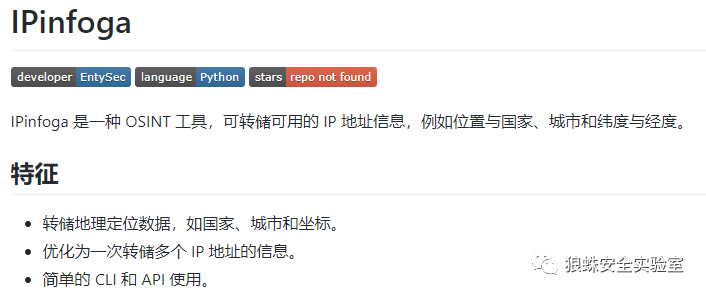 IPinfoga
developer EntySec language Python stars repo not found
IPinfoga 是一种 OSINT 工具，可转储可用的 IP 地址信息，例如位置与国家、城市和纬度与经度。
特征
转储地理定位数据，如国家、城市和坐标。
优化为一次转储多个 IP 地址的信息。
简单的 CLI 和 API 使用。
狼蛛安全实验室